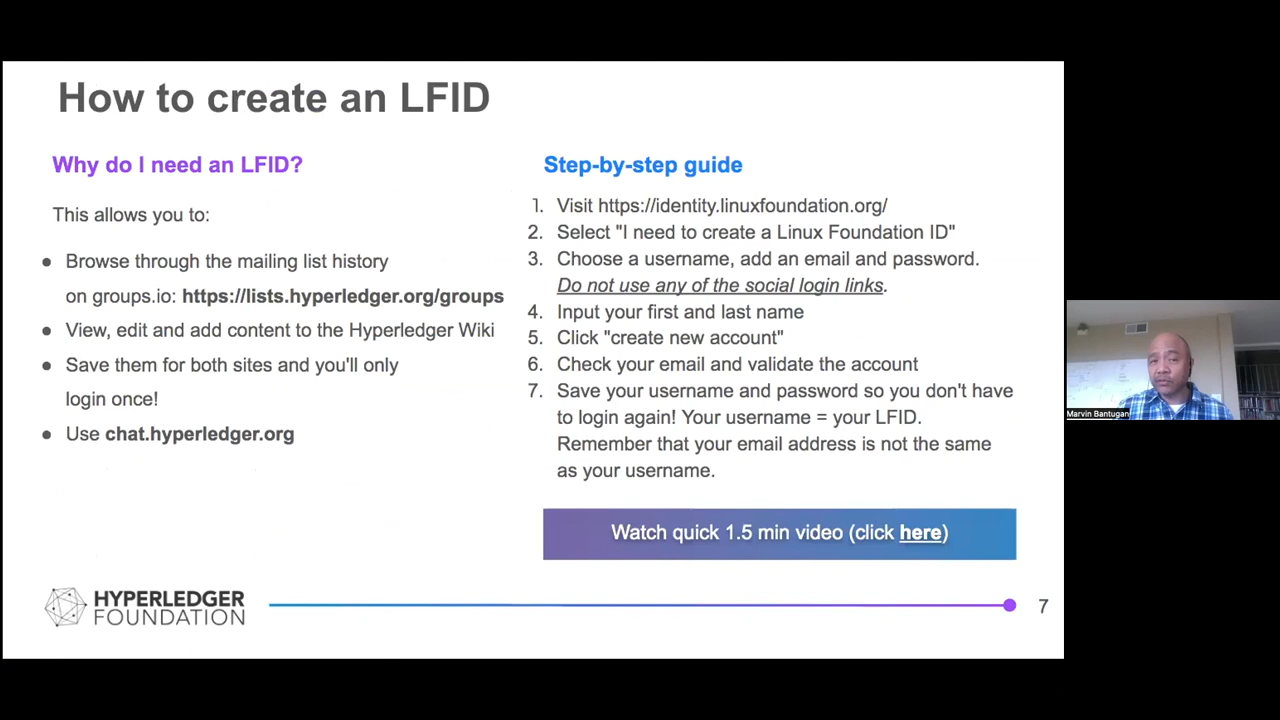 How to create an LFID
Why do I need an LFID?
This allows you to:
● Browse through the mailing list history
on groups.io: https://lists.hyperledger.org/groups
● View, edit and add content to the Hyperledger Wiki
● Save them for both sites and you'll only
login once!
● Use chat.hyperledger.org
Step-by-step guide
1. Visit https://identity.linuxfoundation.org/
2. Select "I need to create a Linux Foundation ID"
3. Choose a username, add an email and password.
Do not use any of the social login links.
4. Input your first and last name
5. Click "create new account"
6. Check your email and validate the account
7. Save your username and password so you don't have
to login again! Your username = your LFID.
Remember that your email address is not the same
as your username.
Watch quick 1.5 min video (click here)
HYPERLEDGER
FOUNDATION
7
Marvin Bantugan